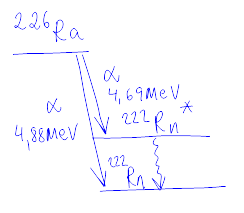 ²²⁶Ra
α
4,69MeV
²²²Rn*
α
4,88MeV
²²²Rn